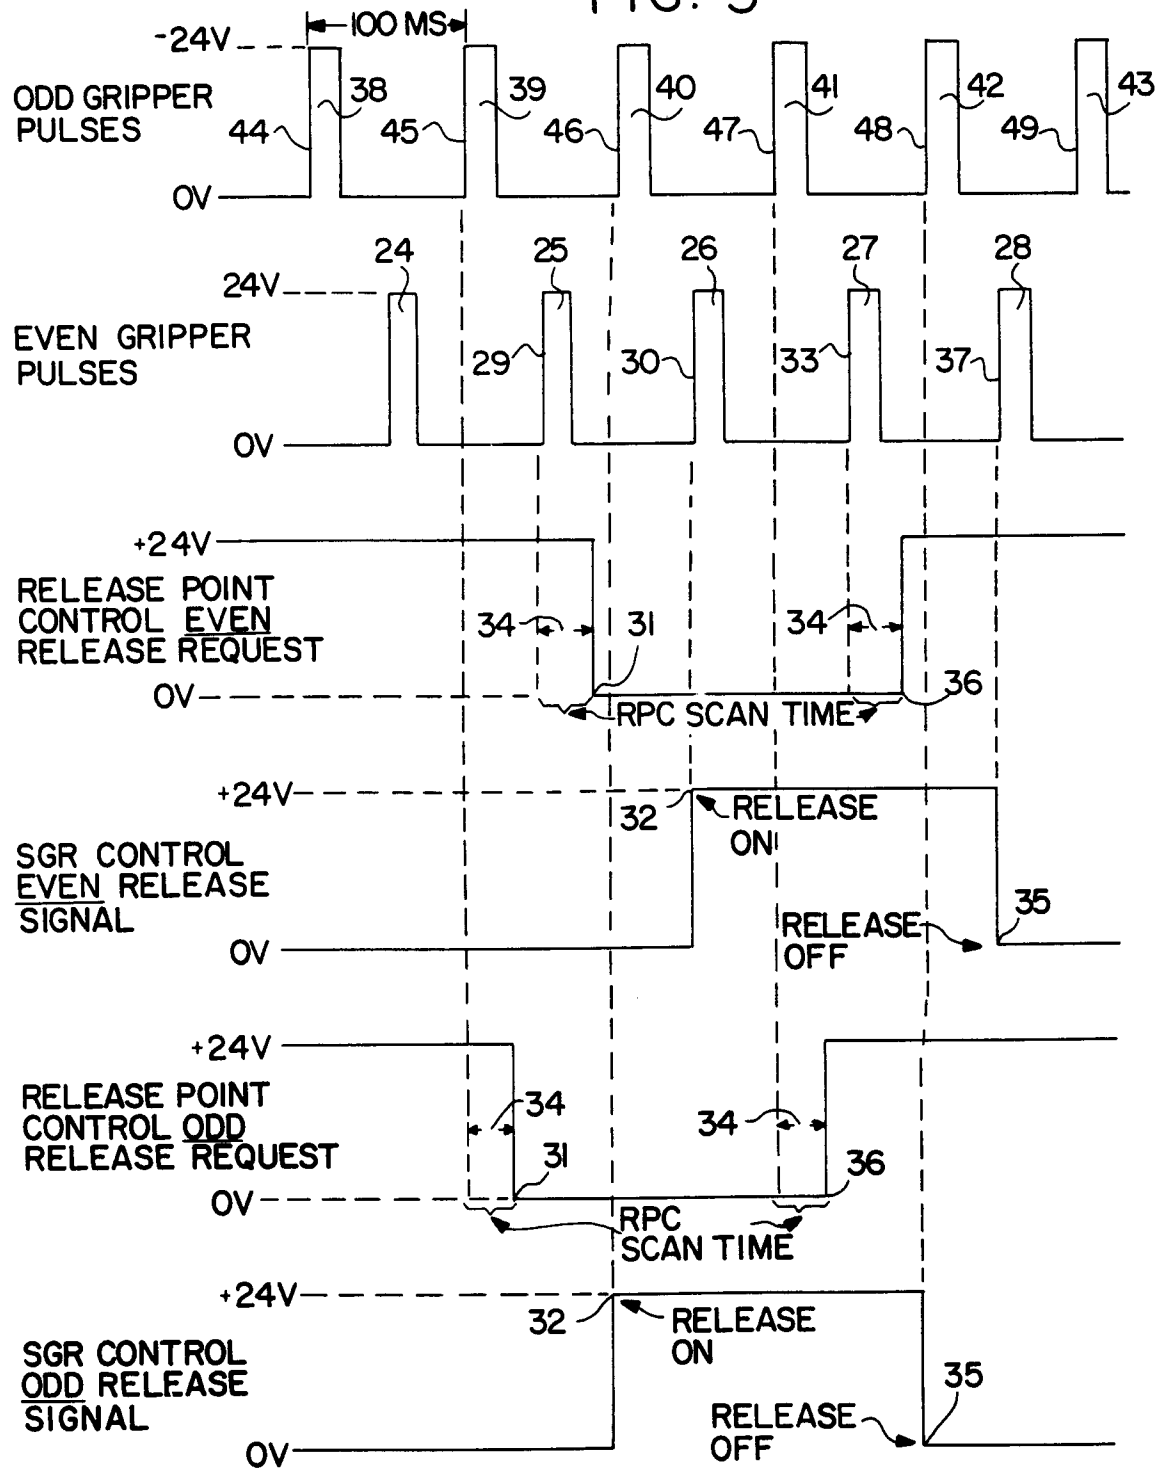 FIG. 5
100 MS
-24V
ODD GRIPPER
PULSES
38 39 40 41 42 43
44 45 46 47 48 49
0V
24 25 26 27 28
24V
EVEN GRIPPER
PULSES
29 30 33 37
0V
+24V
RELEASE POINT
CONTROL EVEN
RELEASE REQUEST
34 31 34
36
0V
RPC SCAN TIME
+24V
32
RELEASE
ON
SGR CONTROL
EVEN RELEASE
SIGNAL
35
RELEASE
OFF
0V
+24V
RELEASE POINT
CONTROL ODD
RELEASE REQUEST
34 34
31 36
0V
RPC
SCAN TIME
+24V
32
RELEASE
ON
SGR CONTROL
ODD RELEASE
SIGNAL
35
RELEASE
OFF
0V